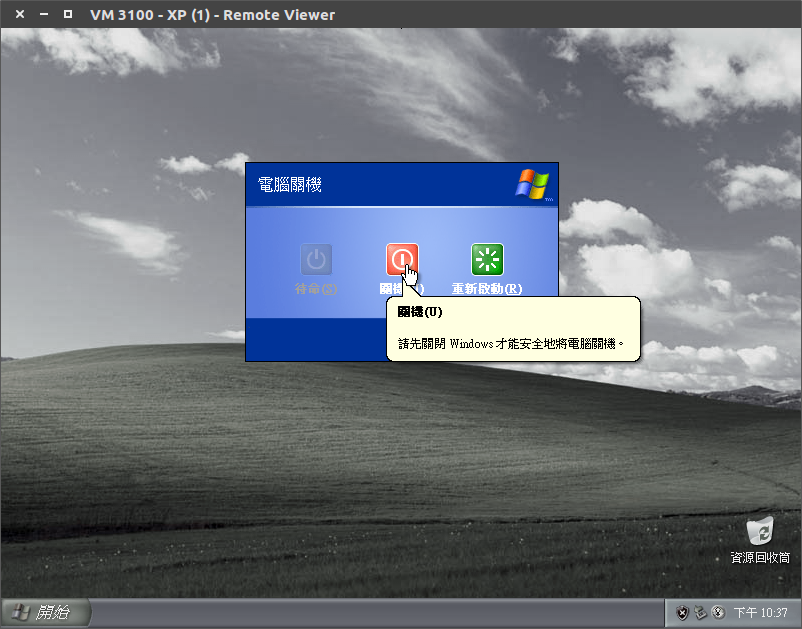 VM 3100 - XP (1) - Remote Viewer
電腦關機
待命(S)
重新啟動(R)
關機(U)
請先關閉 Windows 才能安全地將電腦關機。
資源回收筒
開始
下午 10:37